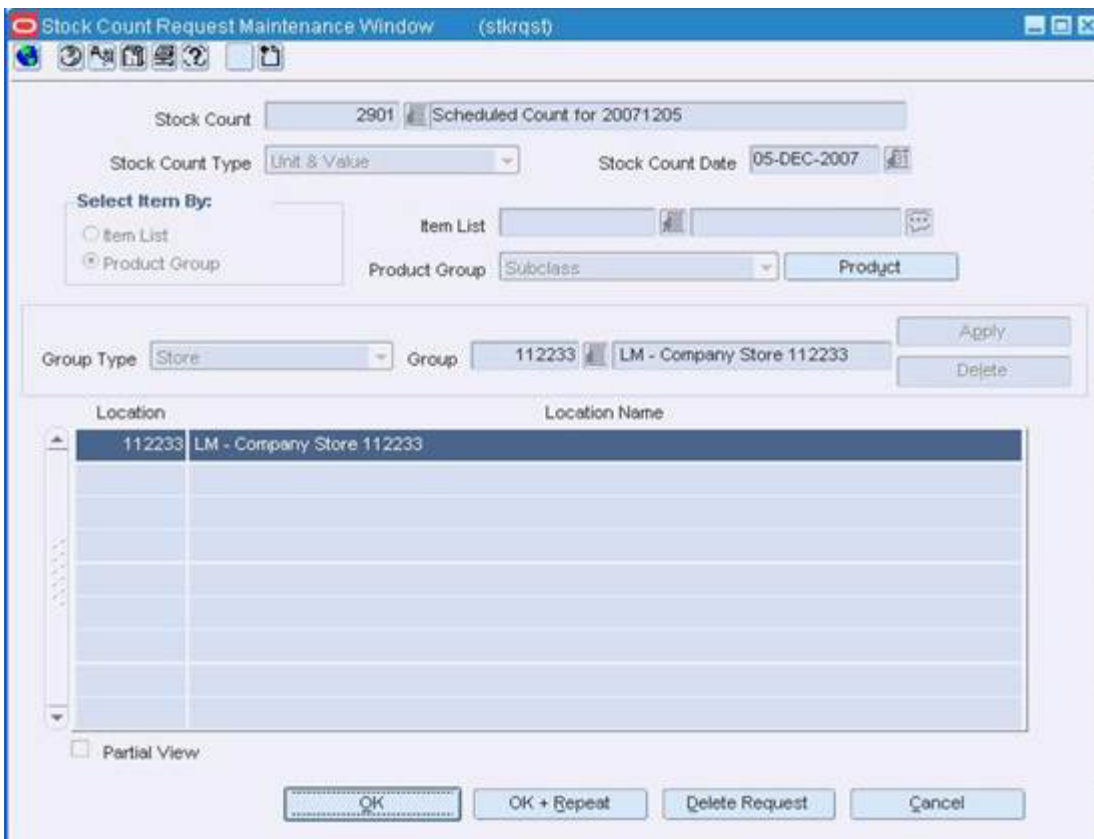 Stock Count Request Maintenance Window (stkrqst)
Stock Count 2901 Scheduled Count for 20071205
Stock Count Type Unit & Value Stock Count Date 05-DEC-2007
Select Item By:
Item List
Product Group
Item List
Product Group Subclass Product
Group Type Store Group 112233 LM - Company Store 112233
Apply
Delete
Location Location Name
112233 LM - Company Store 112233
Partial View
OK OK + Repeat Delete Request Cancel